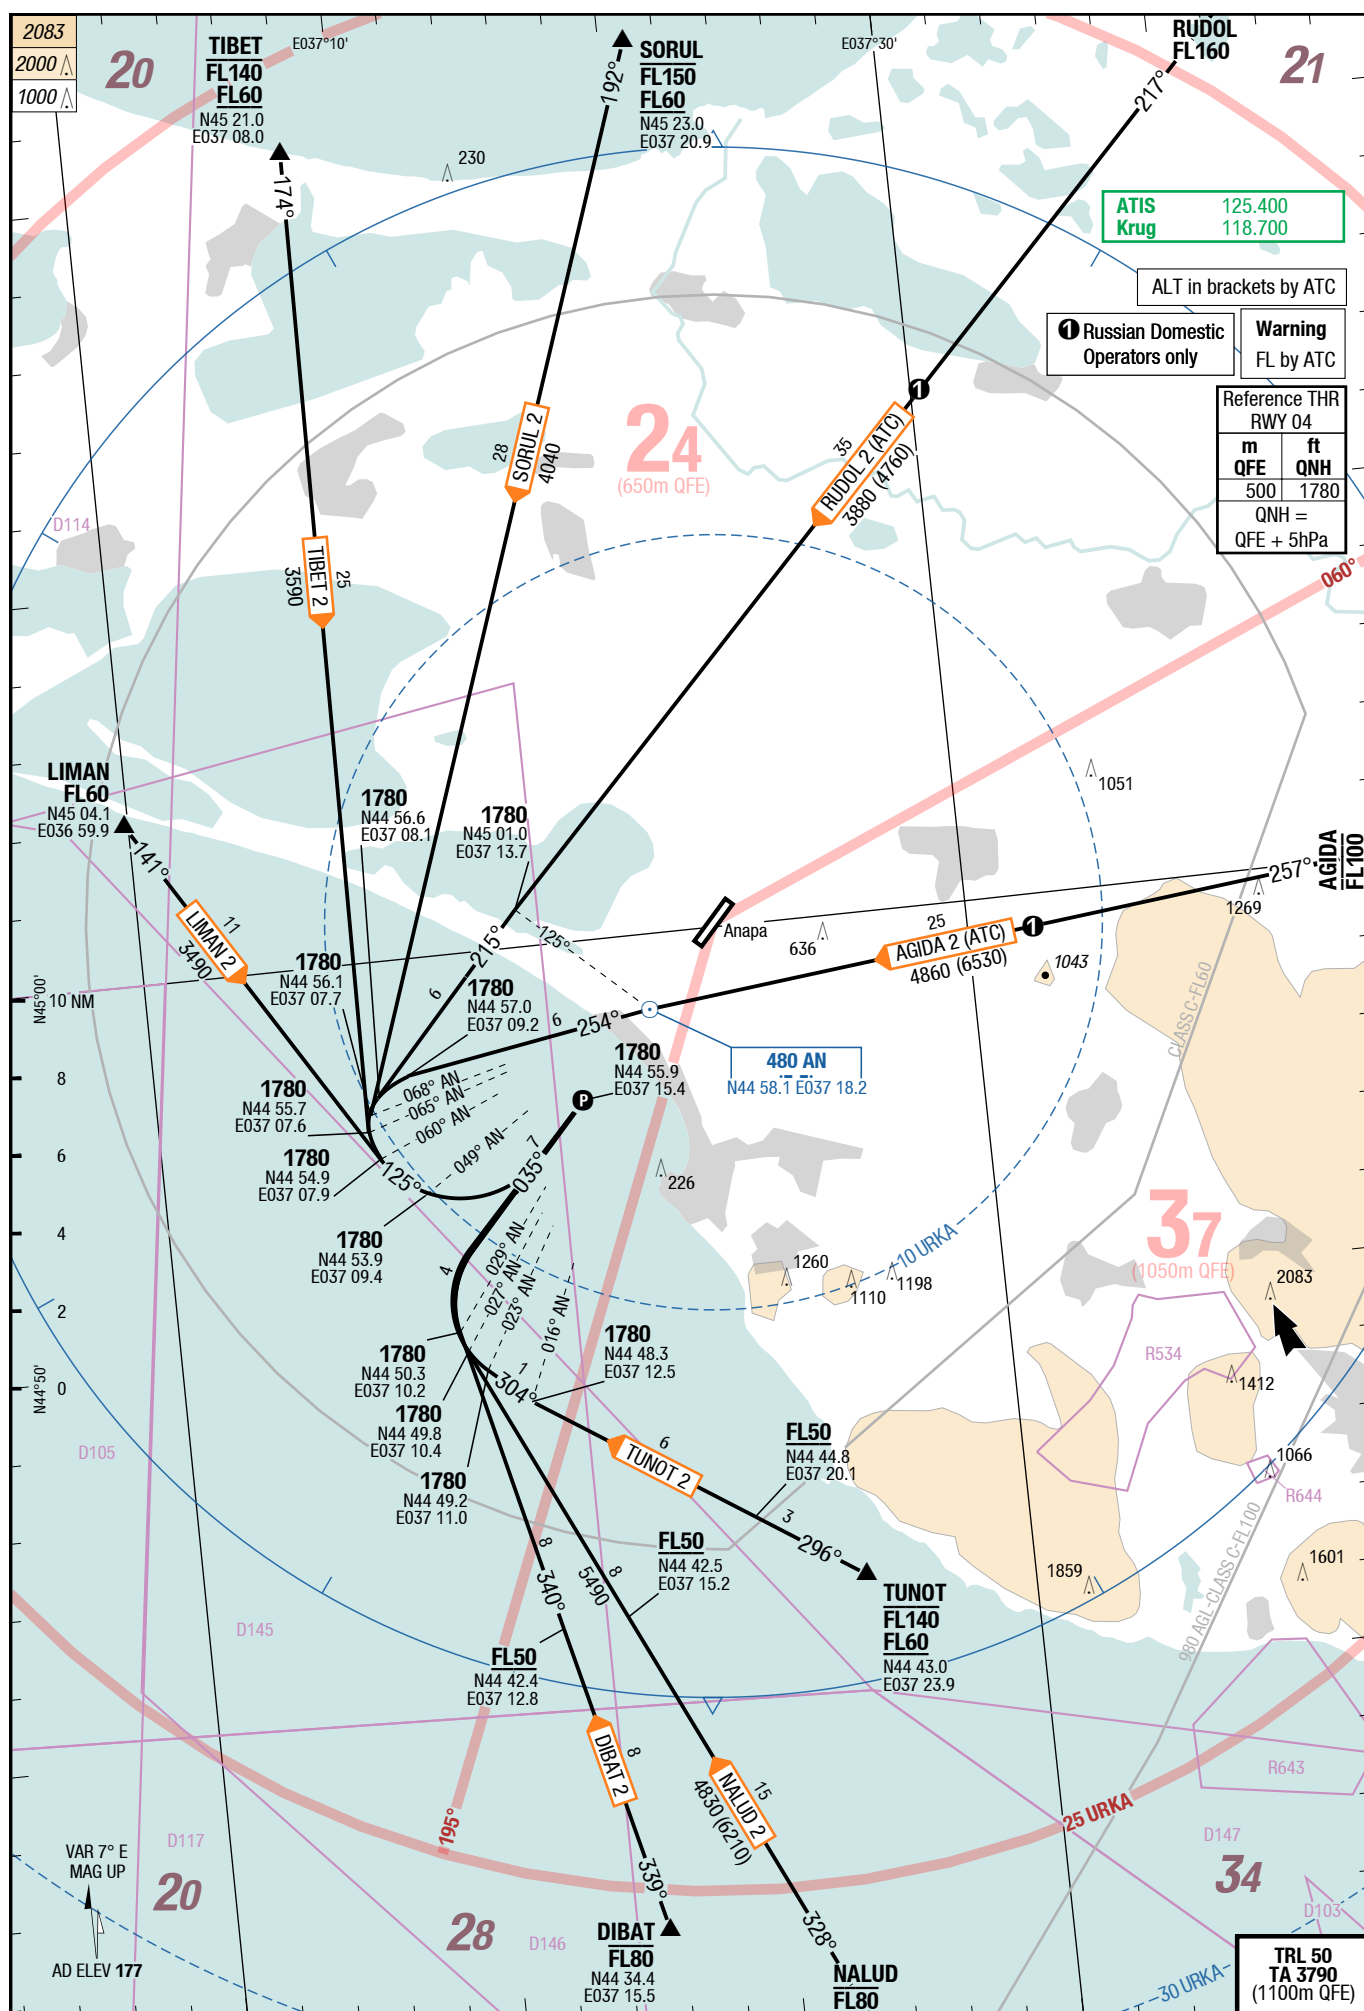 2083
2000
1000
20
TIBET
FL140
FL60
N45 21.0
E037 08.0
E037°10'
SORUL
FL150
FL60
N45 23.0
E037 20.9
E037°30'
RUDOL
FL160
21
192°
217°
174°
230
ATIS 125.400
Krug 118.700
ALT in brackets by ATC
1 Russian Domestic
Operators only
Warning
FL by ATC
Reference THR
RWY 04
m ft
QFE QNH
500 1780
QNH =
QFE + 5hPa
1
24
(650m QFE)
28
SORUL 2
4040
35
RUDOL 2 (ATC)
3880 (4760)
D114
25
TIBET 2
3590
060°
LIMAN
FL60
N45 04.1
E036 59.9
141°
11
LIMAN 2
3490
1780
N44 56.6
E037 08.1
1780
N45 01.0
E037 13.7
1051
AGIDA
FL100
257°
1269
Anapa
636
25
AGIDA 2 (ATC)
4860 (6530)
1
1043
125°
215°
6
1780
N44 56.1
E037 07.7
1780
N44 57.0
E037 09.2
6
254°
N45°00'
10 NM
8
6
4
2
0
N44°50'
480 AN
N44 58.1 E037 18.2
CLASS C-FL60
1780
N44 55.9
E037 15.4
P
1780
N44 55.7
E037 07.6
068° AN
065° AN
060° AN
049° AN
1780
N44 54.9
E037 07.9
125°
7
035°
226
1780
N44 53.9
E037 09.4
4
029° AN
027° AN
023° AN
016° AN
10 URKA
1260
1110
1198
37
(1050m QFE)
2083
R534
1412
1780
N44 50.3
E037 10.2
1780
N44 48.3
E037 12.5
1
304°
1780
N44 49.8
E037 10.4
1780
N44 49.2
E037 11.0
D105
6
TUNOT 2
FL50
N44 44.8
E037 20.1
3
296°
1066
R644
TUNOT
FL140
FL60
N44 43.0
E037 23.9
1859
1601
980 AGL-CLASS C-FL100
8
340°
8
5490
FL50
N44 42.5
E037 15.2
FL50
N44 42.4
E037 12.8
D145
8
DIBAT 2
15
NALUD 2
4830 (6210)
R643
25 URKA
195°
D117
D147
VAR 7° E
MAG UP
20
28
34
D146
D103
339°
328°
DIBAT
FL80
N44 34.4
E037 15.5
NALUD
FL80
AD ELEV 177
30 URKA
TRL 50
TA 3790
(1100m QFE)